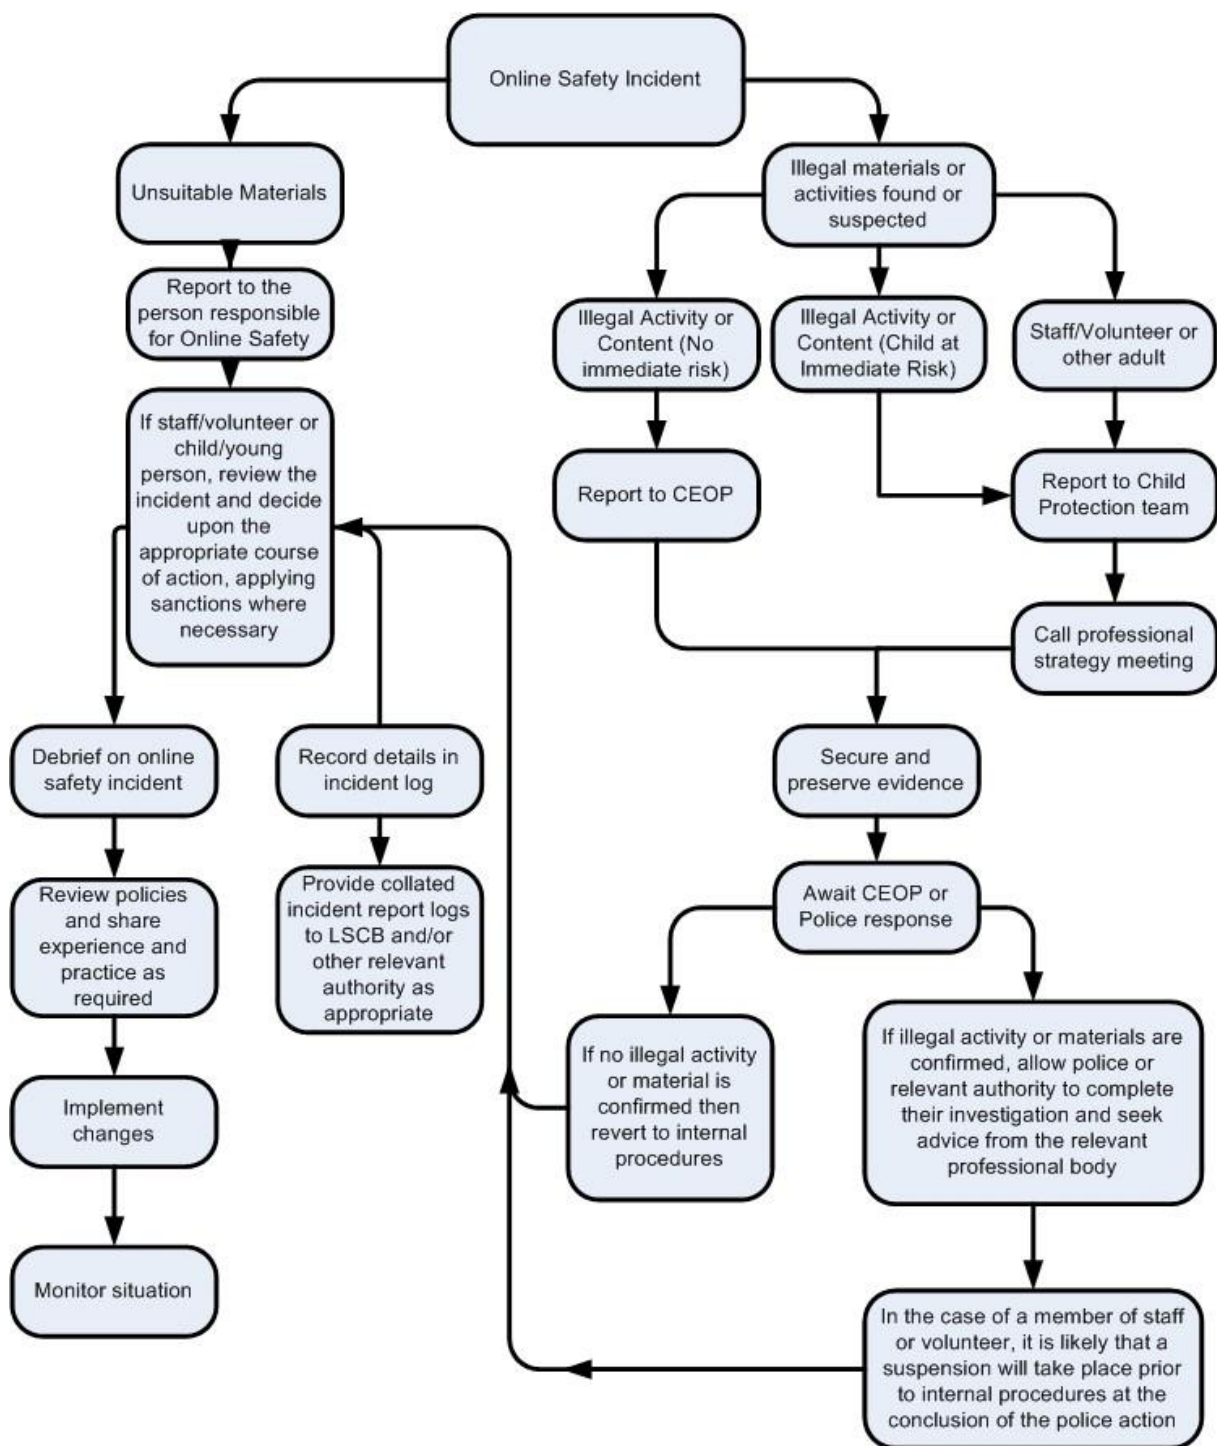 Online Safety Incident
Unsuitable Materials
Report to the
person responsible
for Online Safety
If staff/volunteer or
child/young
person, review the
incident and decide
upon the
appropriate course
of action, applying
sanctions where
necessary
Debrief on online
safety incident
Review policies
and share
experience and
practice as
required
Implement
changes
Monitor situation
Record details in
incident log
Provide collated
incident report logs
to LSCB and/or
other relevant
authority as
appropriate
Illegal materials or
activities found or
suspected
Illegal Activity or
Content (No
immediate risk)
Illegal Activity or
Content (Child at
Immediate Risk)
Staff/Volunteer or
other adult
Report to CEOP
Report to Child
Protection team
Call professional
strategy meeting
Secure and
preserve evidence
Await CEOP or
Police response
If no illegal activity
or material is
confirmed then
revert to internal
procedures
If illegal activity or materials are
confirmed, allow police or
relevant authority to complete
their investigation and seek
advice from the relevant
professional body
In the case of a member of staff
or volunteer, it is likely that a
suspension will take place prior
to internal procedures at the
conclusion of the police action